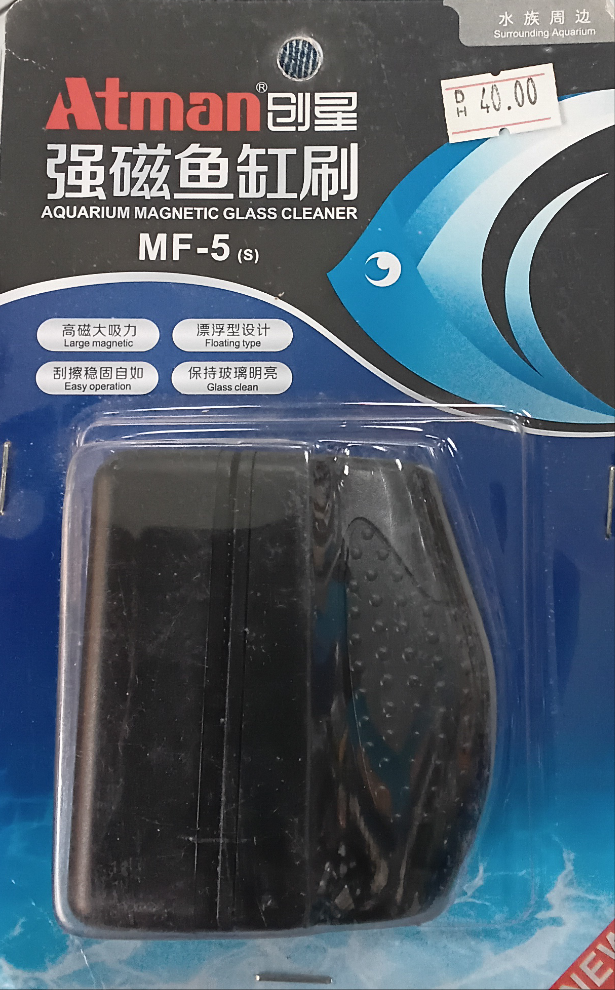 水族周边
Surrounding Aquarium
Atman®创星
DH 40.00
强磁鱼缸刷
AQUARIUM MAGNETIC GLASS CLEANER
MF-5 (S)
高磁大吸力
Large magnetic
漂浮型设计
Floating type
刮擦稳固自如
Easy operation
保持玻璃明亮
Glass clean
NEW